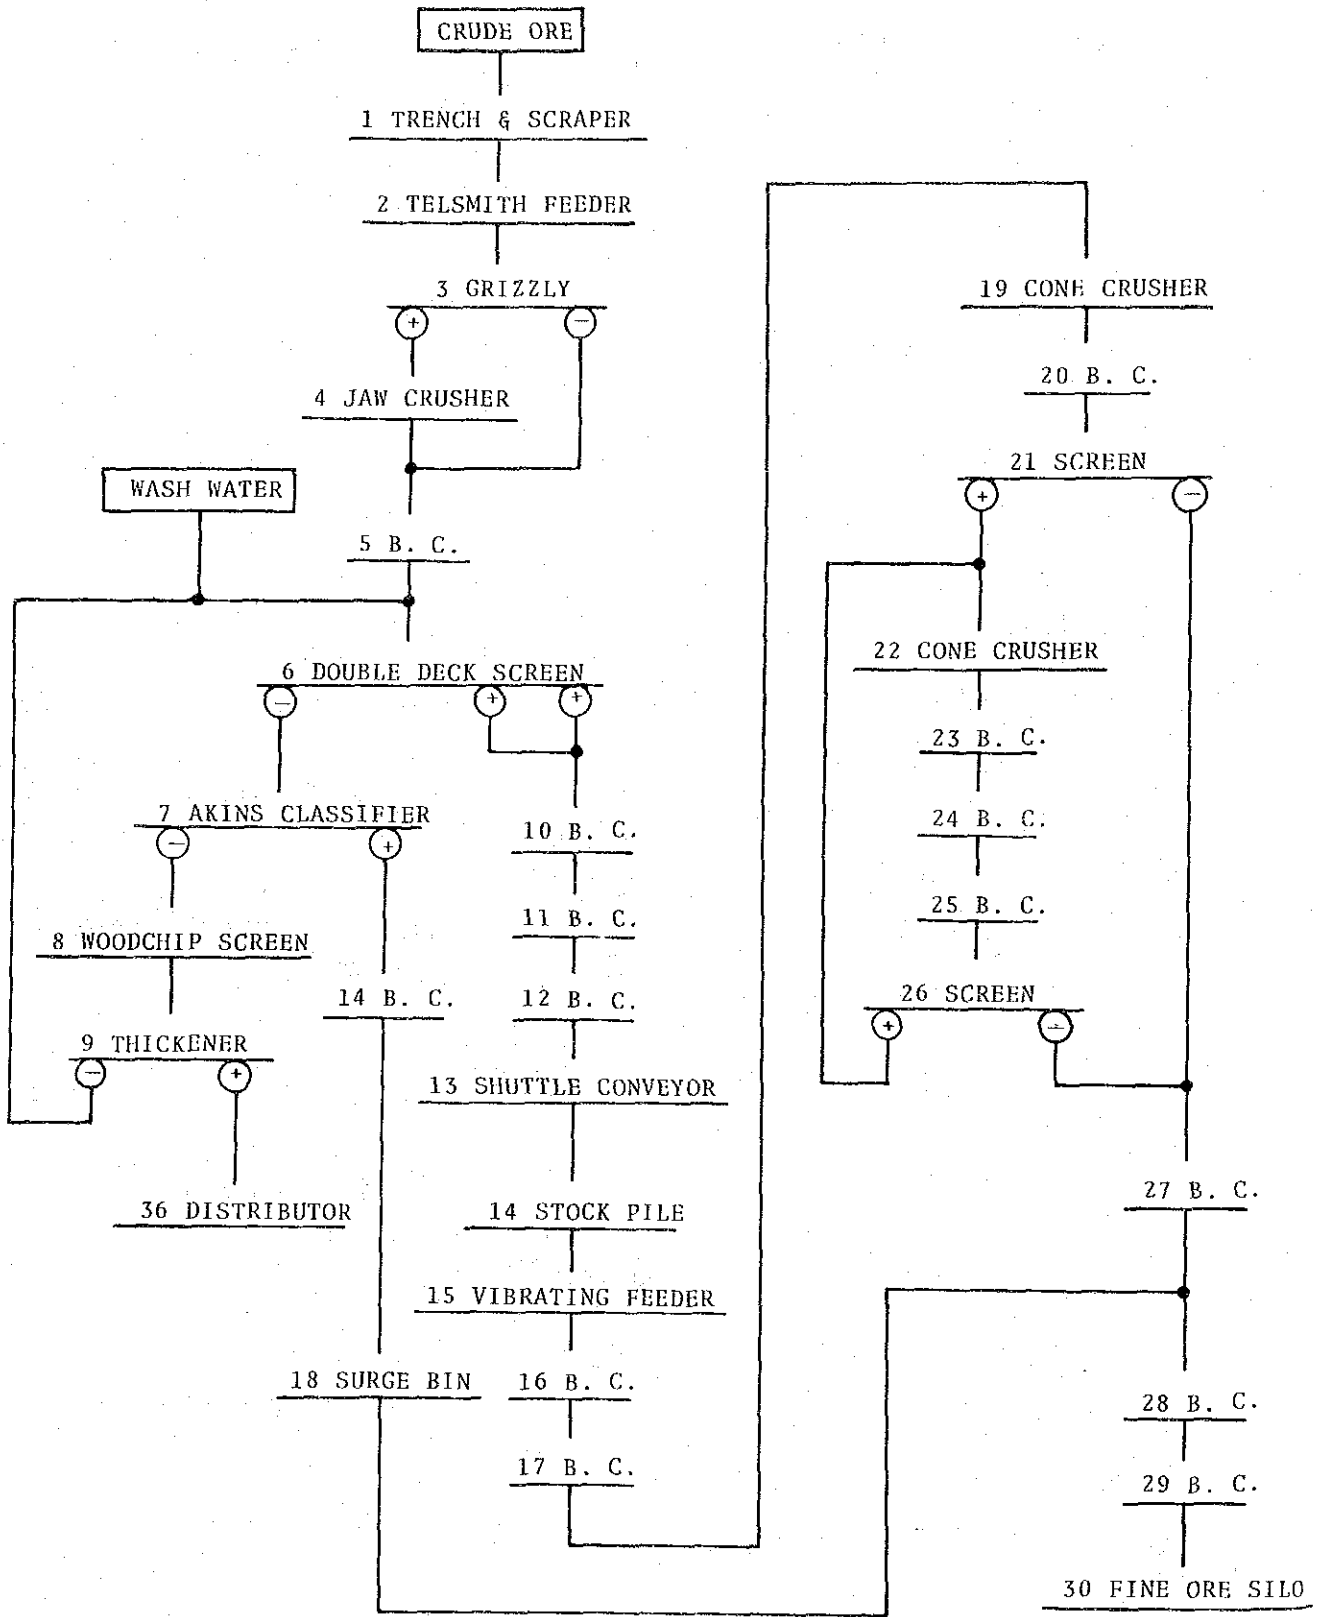 CRUDE ORE
1 TRENCH & SCRAPER
2 TELSMITH FEEDER
3 GRIZZLY
+
−
4 JAW CRUSHER
WASH WATER
5 B. C.
6 DOUBLE DECK SCREEN
−
+
+
7 AKINS CLASSIFIER
−
+
8 WOODCHIP SCREEN
9 THICKENER
−
+
36 DISTRIBUTOR
14 B. C.
18 SURGE BIN
10 B. C.
11 B. C.
12 B. C.
13 SHUTTLE CONVEYOR
14 STOCK PILE
15 VIBRATING FEEDER
16 B. C.
17 B. C.
19 CONE CRUSHER
20 B. C.
21 SCREEN
+
−
22 CONE CRUSHER
23 B. C.
24 B. C.
25 B. C.
26 SCREEN
+
−
27 B. C.
28 B. C.
29 B. C.
30 FINE ORE SILO